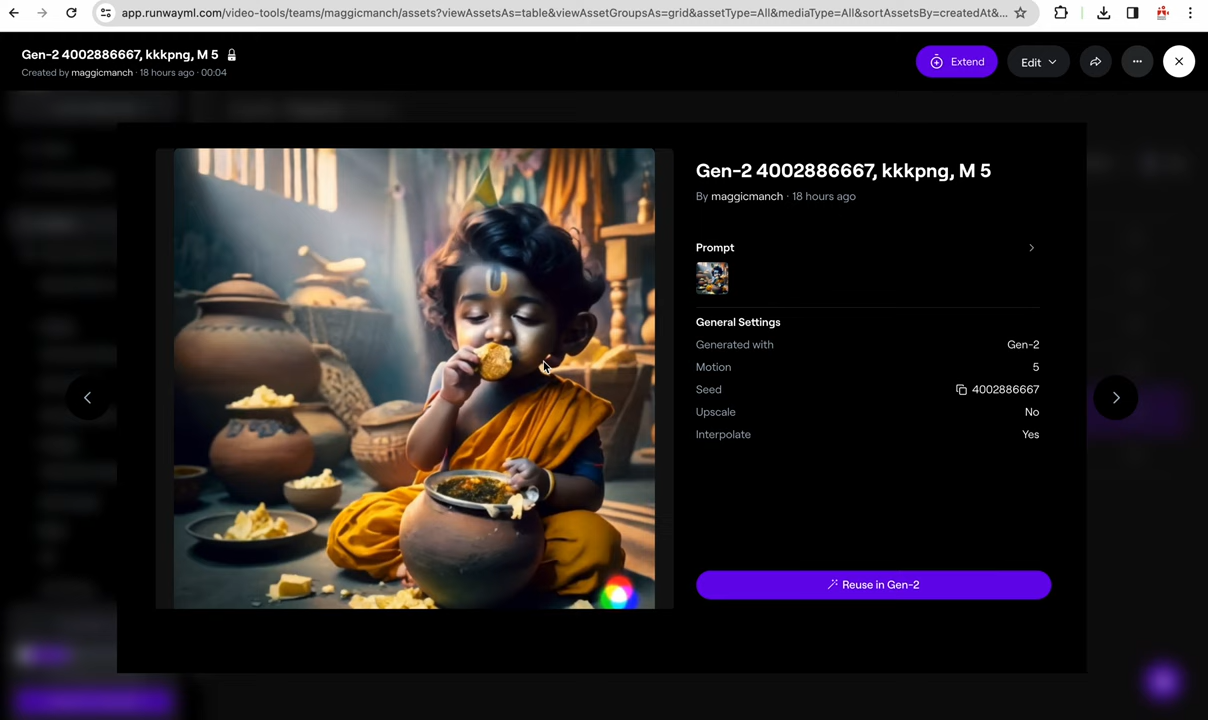 app.runwayml.com/video-tools/teams/maggicmanch/assets?viewAssetsAs=table&viewAssetGroupsAs=grid&assetType=All&mediaType=All&sortAssetsBy=createdAt&...
Gen-2 4002886667, kkkpng, M 5
Created by maggicmanch · 18 hours ago · 00:04
Extend
Edit
Gen-2 4002886667, kkkpng, M 5
By maggicmanch · 18 hours ago
Prompt
General Settings
Generated with Gen-2
Motion 5
Seed 4002886667
Upscale No
Interpolate Yes
Reuse in Gen-2